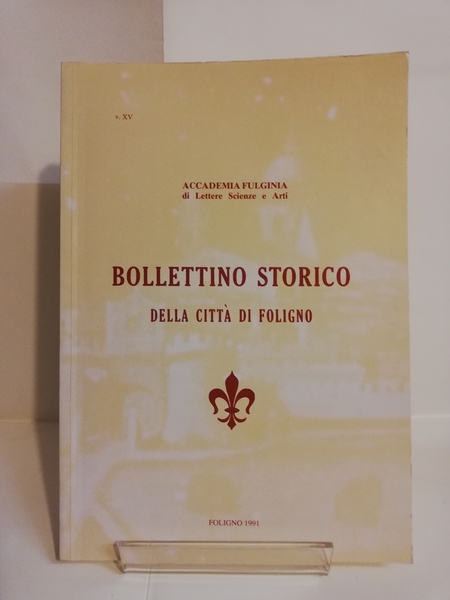 v. XV
ACCADEMIA FULGINIA
di Lettere Scienze e Arti
BOLLETTINO STORICO
DELLA CITTÀ DI FOLIGNO
FOLIGNO 1991